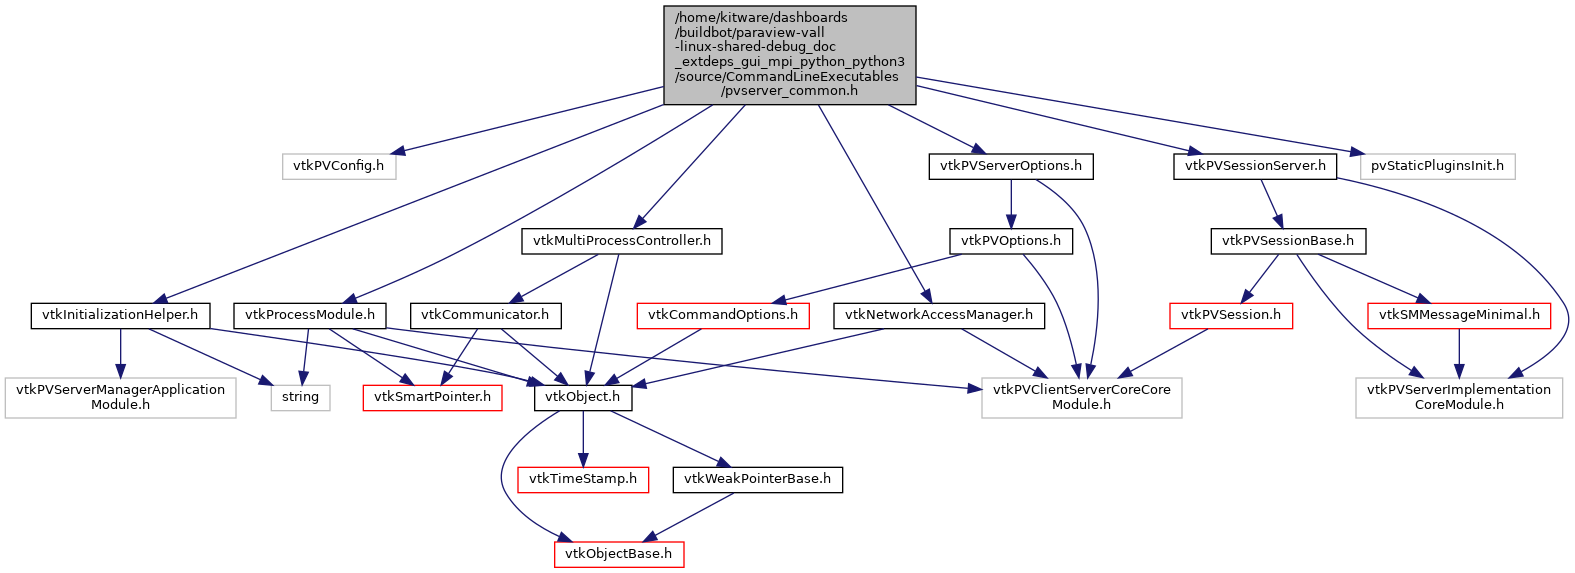 /home/kitware/dashboards
/buildbot/paraview-vall
-linux-shared-debug_doc
_extdeps_gui_mpi_python_python3
/source/CommandLineExecutables
/pvserver_common.h
vtkPVConfig.h
vtkPVServerOptions.h
vtkPVSessionServer.h
pvStaticPluginsInit.h
vtkMultiProcessController.h
vtkPVOptions.h
vtkPVSessionBase.h
vtkInitializationHelper.h
vtkProcessModule.h
vtkCommunicator.h
vtkCommandOptions.h
vtkNetworkAccessManager.h
vtkPVSession.h
vtkSMMessageMinimal.h
vtkPVServerManagerApplication
Module.h
string
vtkSmartPointer.h
vtkObject.h
vtkPVClientServerCoreCore
Module.h
vtkPVServerImplementation
CoreModule.h
vtkTimeStamp.h
vtkWeakPointerBase.h
vtkObjectBase.h